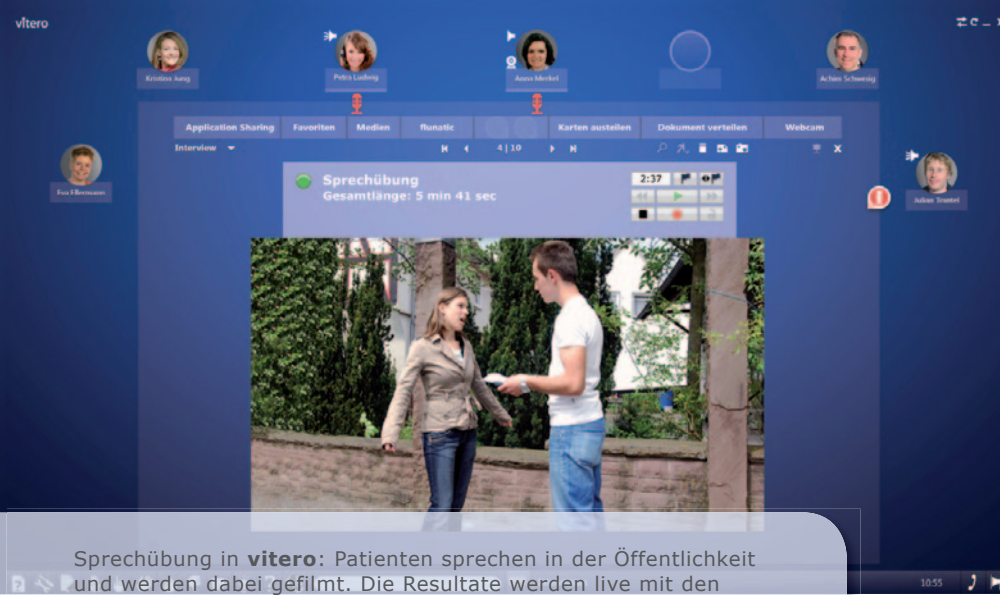 vitero
Kristina Jung
Petra Ludwig
Anna Merkel
Achim Schwenig
Application Sharing Favoriten Medien flunatic Karten austeilen Dokument verteilen Webcam
Interview 4|10 X
Eva Ellermann
Julian Trantel
Sprechübung
Gesamtlänge: 5 min 41 sec
2:37
Sprechübung in vitero: Patienten sprechen in der Öffentlichkeit
und werden dabei gefilmt. Die Resultate werden live mit den
10:55